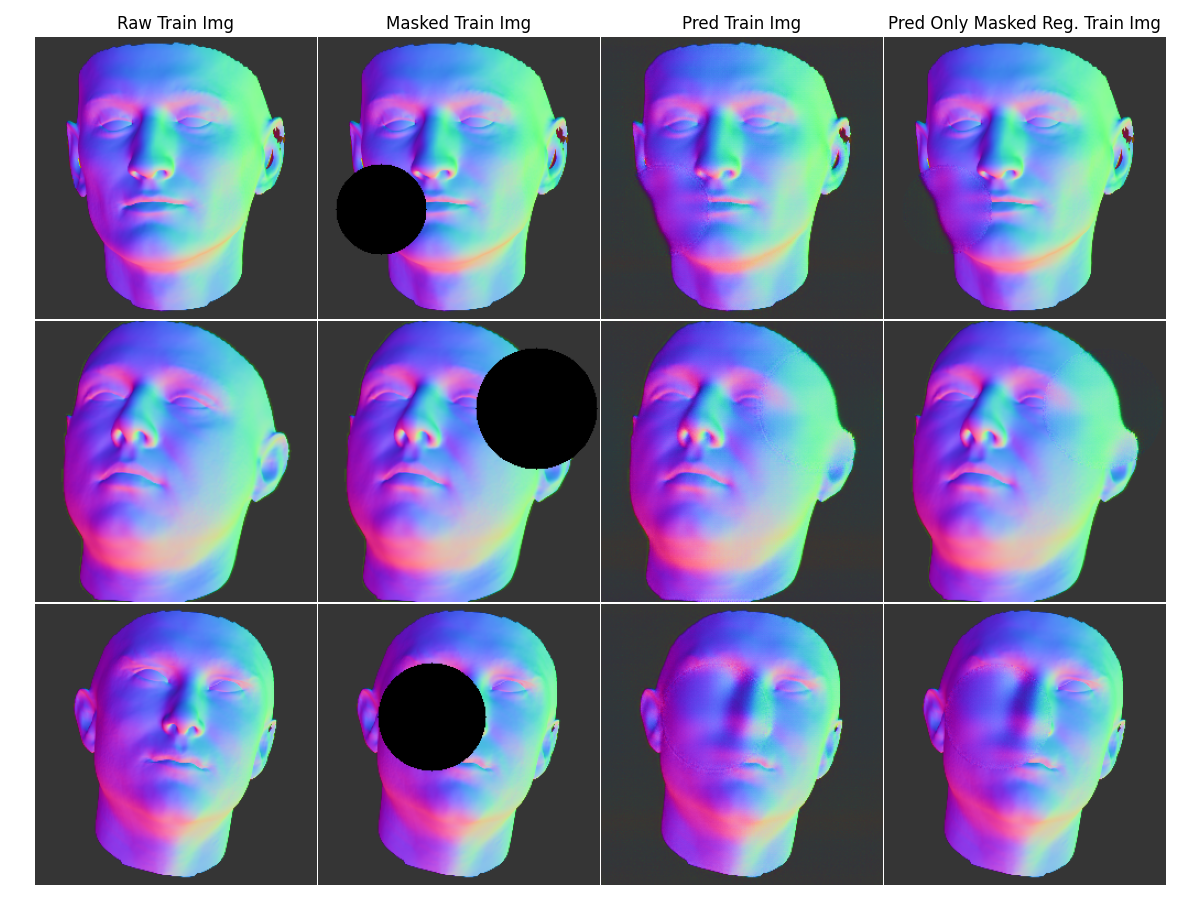 Raw Train Img
Masked Train Img
Pred Train Img
Pred Only Masked Reg. Train Img